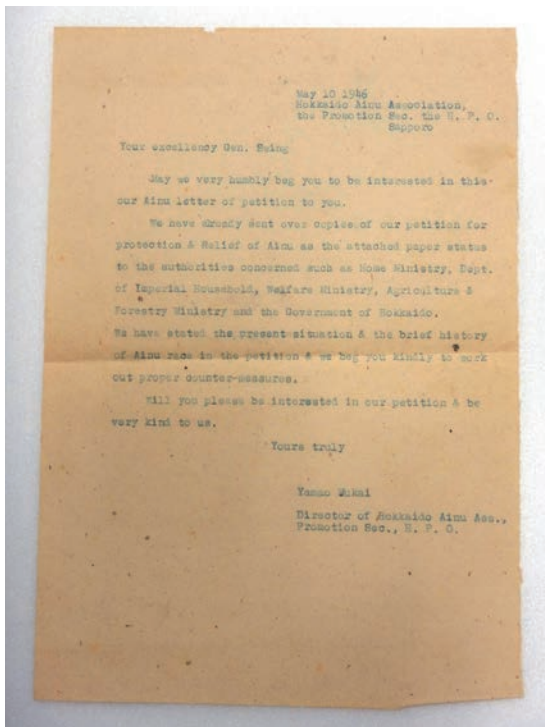 May 10 1946
Hokkaido Ainu Association,
the Promotion Sec. the H. P. O.
Sapporo
Your excellency Gen. Swing
May we very humbly beg you to be interested in this
our Ainu letter of petition to you.
We have already sent over copies of our petition for
protection & Relief of Ainu as the attached paper states
to the authorities concerned such as Home Ministry, Dept.
of Imperial Household, Welfare Ministry, Agriculture &
Forestry Ministry and the Government of Hokkaido.
We have stated the present situation & the brief history
of Ainu race in the petition & we beg you kindly to work
out proper counter-measures.
Will you please be interested in our petition & be
very kind to us.
Yours truly
Yamao Mukai
Director of Hokkaido Ainu Ass.,
Promotion Sec., H. P. O.